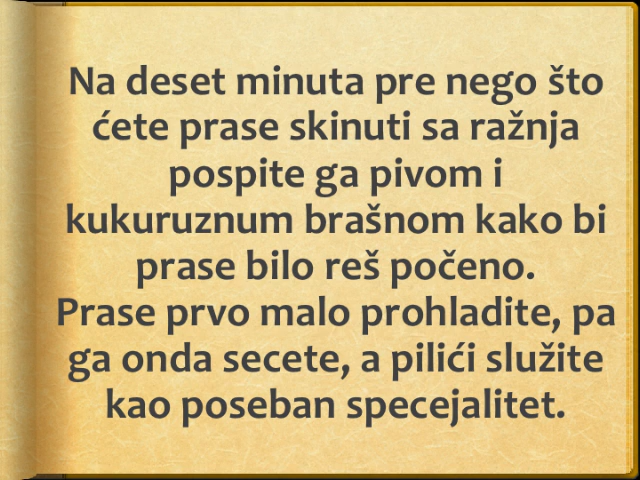 Na deset minuta pre nego što
ćete prase skinuti sa ražnja
pospite ga pivom i
kukuruznum brašnom kako bi
prase bilo reš počeno.
Prase prvo malo prohladite, pa
ga onda secete, a pilići služite
kao poseban specejalitet.